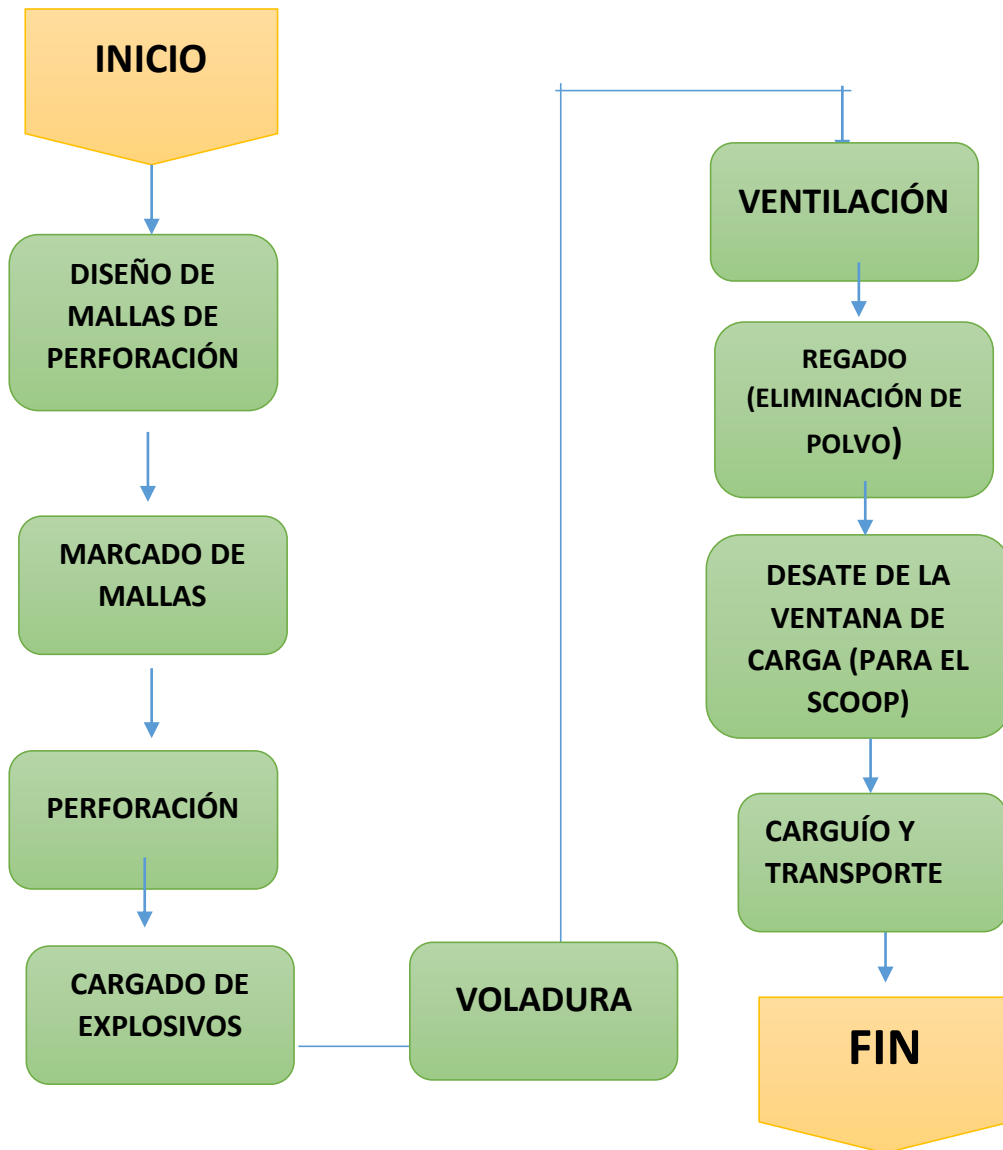 INICIO
DISEÑO DE
MALLAS DE
PERFORACIÓN
MARCADO DE
MALLAS
PERFORACIÓN
CARGADO DE
EXPLOSIVOS
VOLADURA
VENTILACIÓN
REGADO
(ELIMINACIÓN DE
POLVO)
DESATE DE LA
VENTANA DE
CARGA (PARA EL
SCOOP)
CARGUÍO Y
TRANSPORTE
FIN